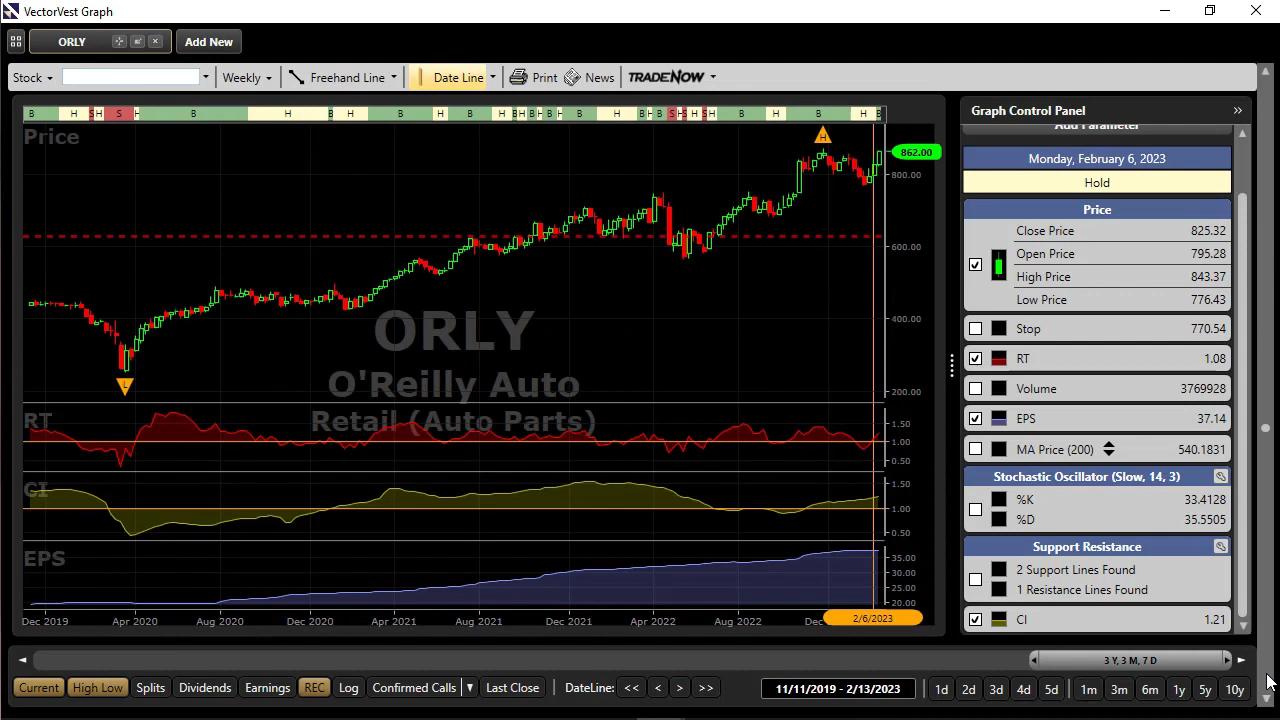 VectorVest Graph
ORLY
Add New
Stock
Weekly
Freehand Line
Date Line
Print
News
TRADENOW
B H S H S H B H B H B H B H B H B H B H B H B S H S H S H B H B H B
Price
H
862.00
800.00
600.00
400.00
200.00
L
ORLY
O'Reilly Auto
Retail (Auto Parts)
RT
1.50
1.00
0.50
CI
1.50
1.00
0.50
EPS
35.00
30.00
25.00
20.00
Dec 2019 Apr 2020 Aug 2020 Dec 2020 Apr 2021 Aug 2021 Dec 2021 Apr 2022 Aug 2022 Dec 2/6/2023
Graph Control Panel
Add Parameter
Monday, February 6, 2023
Hold
Price
Close Price 825.32
Open Price 795.28
High Price 843.37
Low Price 776.43
Stop 770.54
RT 1.08
Volume 3769928
EPS 37.14
MA Price (200) 540.1831
Stochastic Oscillator (Slow, 14, 3)
%K 33.4128
%D 35.5505
Support Resistance
2 Support Lines Found
1 Resistance Lines Found
CI 1.21
3 Y, 3 M, 7 D
Current High Low Splits Dividends Earnings REC Log Confirmed Calls Last Close DateLine: << < > >> 11/11/2019 - 2/13/2023 1d 2d 3d 4d 5d 1m 3m 6m 1y 5y 10y